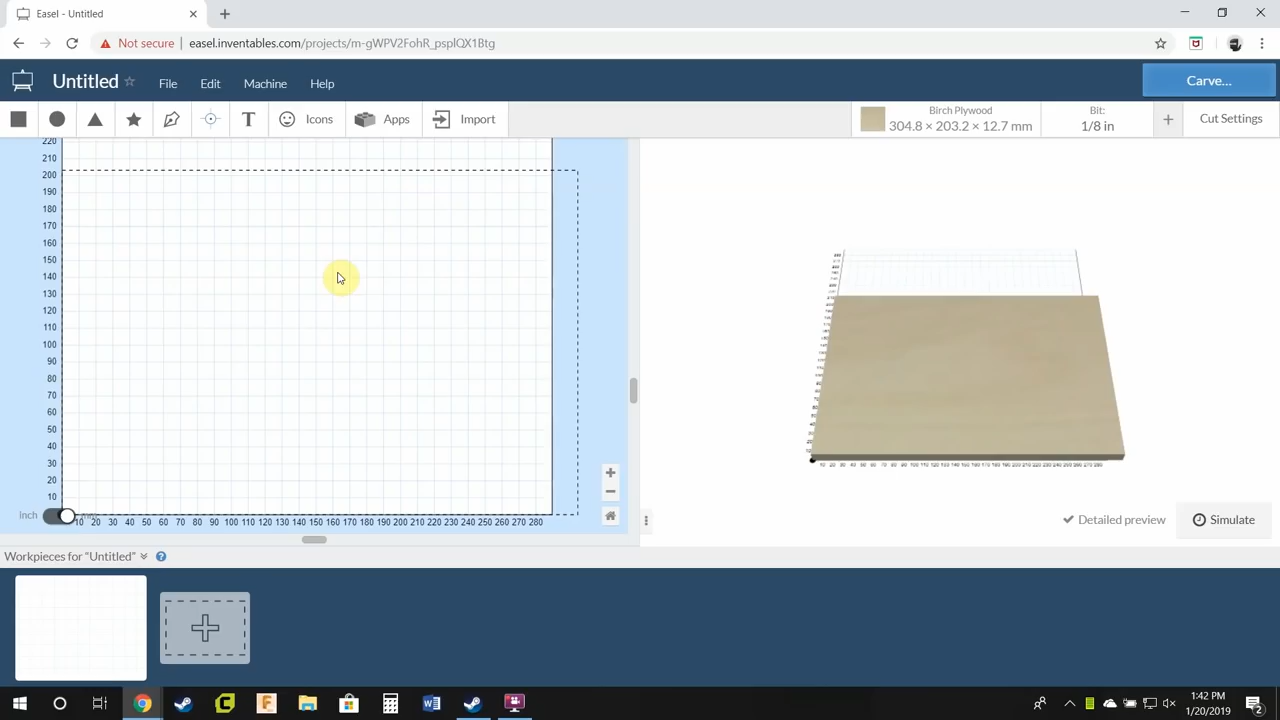 Easel - Untitled
Not secure
easel.inventables.com/projects/m-gWPV2FohR_psplQX1Btg
Untitled
File
Edit
Machine
Help
Carve...
T
Icons
Apps
Import
Birch Plywood
304.8 × 203.2 × 12.7 mm
Bit:
1/8 in
Cut Settings
220
210
200
190
180
170
160
150
140
130
120
110
100
90
80
70
60
50
40
30
20
10
Inch
10 20 30 40 50 60 70 80 90 100 110 120 130 140 150 160 170 180 190 200 210 220 230 240 250 260 270 280
Detailed preview
Simulate
Workpieces for "Untitled"
1:42 PM
1/20/2019